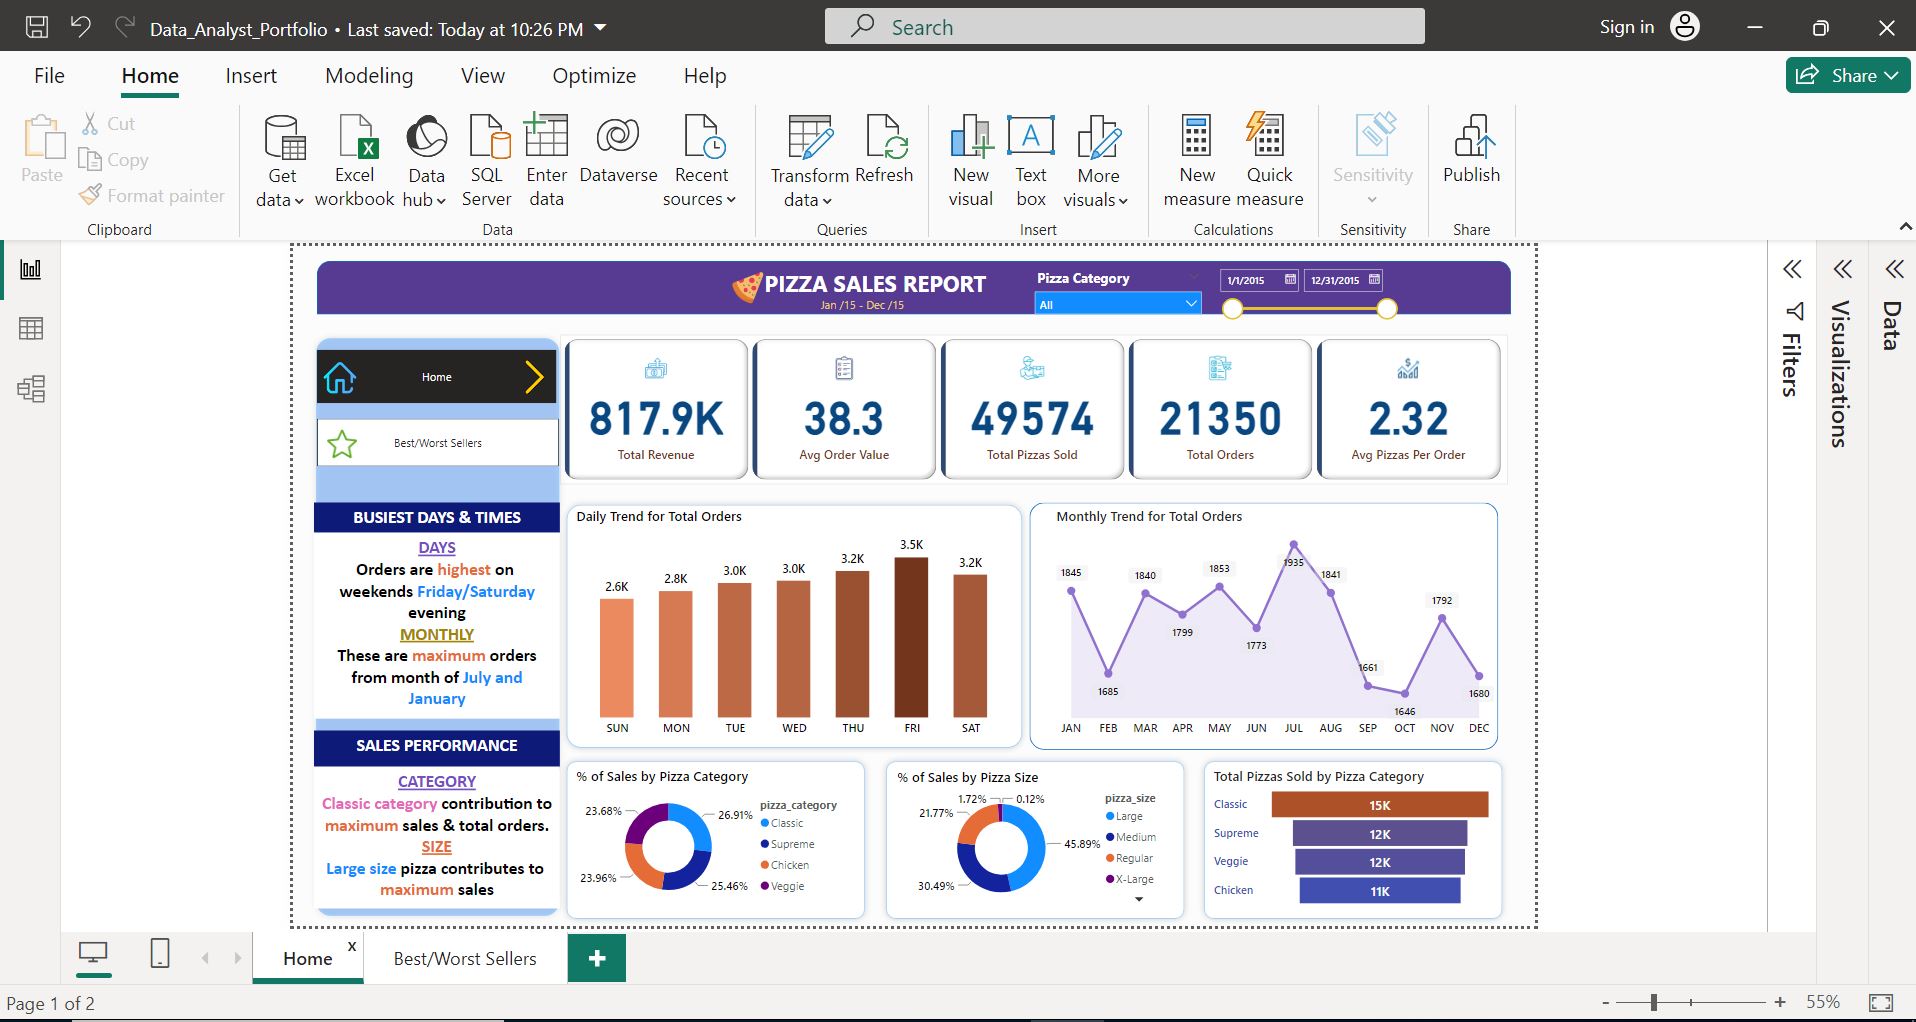 Data_Analyst_Portfolio • Last saved: Today at 10:26 PM
Search
Sign in
File Home Insert Modeling View Optimize Help
Share
Paste
Cut
Copy
Format painter
Clipboard
Get data
Excel workbook
Data hub
SQL Server
Enter data
Dataverse
Recent sources
Data
Transform data
Refresh
Queries
New visual
Text box
More visuals
Insert
New measure
Quick measure
Calculations
Sensitivity
Sensitivity
Publish
Share
PIZZA SALES REPORT
Jan /15 - Dec /15
Pizza Category
All
1/1/2015
12/31/2015
Filters
Visualizations
Data
Home
Best/Worst Sellers
817.9K
Total Revenue
38.3
Avg Order Value
49574
Total Pizzas Sold
21350
Total Orders
2.32
Avg Pizzas Per Order
BUSIEST DAYS & TIMES
DAYS
Orders are highest on
weekends Friday/Saturday
evening
MONTHLY
These are maximum orders
from month of July and
January
SALES PERFORMANCE
CATEGORY
Classic category contribution to
maximum sales & total orders.
SIZE
Large size pizza contributes to
maximum sales
Daily Trend for Total Orders
2.6K 2.8K 3.0K 3.0K 3.2K 3.5K 3.2K
SUN MON TUE WED THU FRI SAT
Monthly Trend for Total Orders
1845 1685 1840 1799 1853 1773 1935 1841 1661 1646 1792 1680
JAN FEB MAR APR MAY JUN JUL AUG SEP OCT NOV DEC
% of Sales by Pizza Category
23.68%
26.91%
23.96%
25.46%
pizza_category
Classic
Supreme
Chicken
Veggie
% of Sales by Pizza Size
1.72%
0.12%
21.77%
45.89%
30.49%
pizza_size
Large
Medium
Regular
X-Large
Total Pizzas Sold by Pizza Category
Classic 15K
Supreme 12K
Veggie 12K
Chicken 11K
Home x
Best/Worst Sellers
+
Page 1 of 2
- + 55%